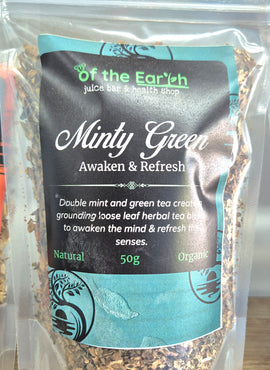 Of the Earth
juice bar & health shop
Minty Green
Awaken & Refresh
Double mint and green tea create
grounding loose leaf herbal tea
to awaken the mind & refresh the
senses.
Natural 50g Organic